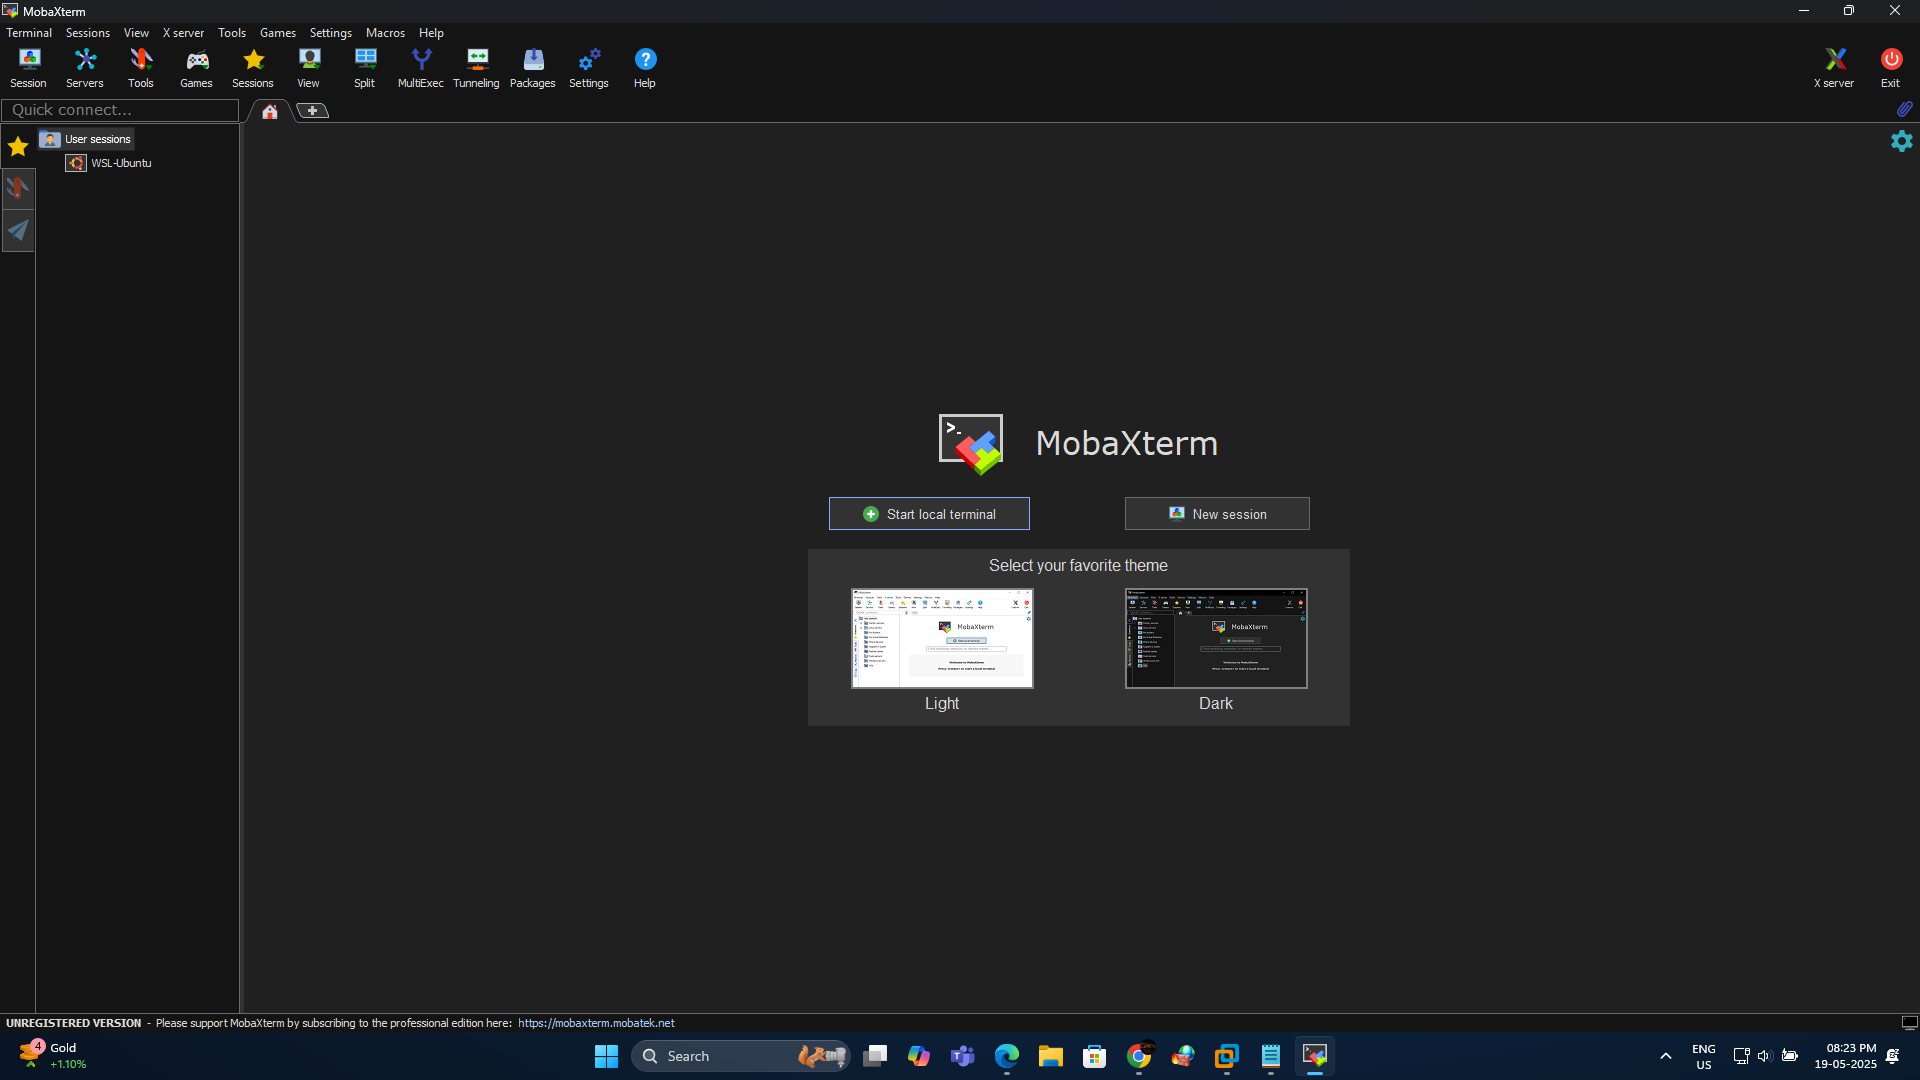 MobaXterm
Terminal Sessions View X server Tools Games Settings Macros Help
Session Servers Tools Games Sessions View Split MultiExec Tunneling Packages Settings Help X server Exit
Quick connect...
User sessions
WSL-Ubuntu
>_
MobaXterm
Start local terminal New session
Select your favorite theme
MobaXterm MobaXterm
Light Dark
UNREGISTERED VERSION - Please support MobaXterm by subscribing to the professional edition here: https://mobaxterm.mobatek.net
4 Gold
+1.10%
Search
ENG
US
08:23 PM
19-05-2025